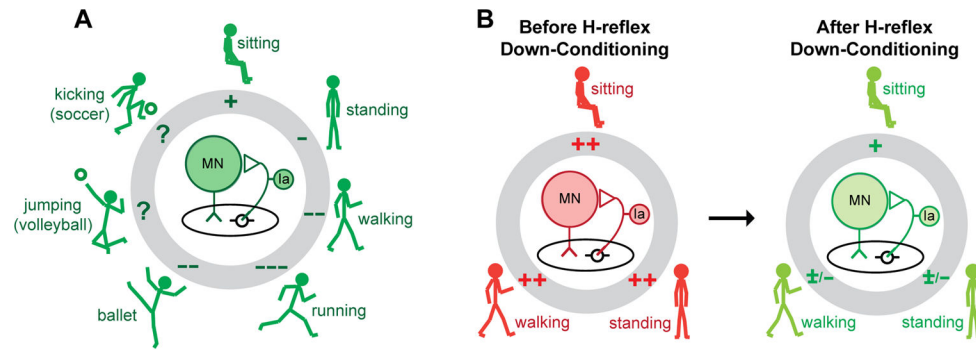 A
sitting
+
kicking
(soccer)
standing
?
-
MN
Ia
jumping
(volleyball)
?
--
walking
--
---
ballet
running
B
Before H-reflex
Down-Conditioning
sitting
++
MN
Ia
++
++
walking
standing
After H-reflex
Down-Conditioning
sitting
+
MN
Ia
±/-
±/-
walking
standing